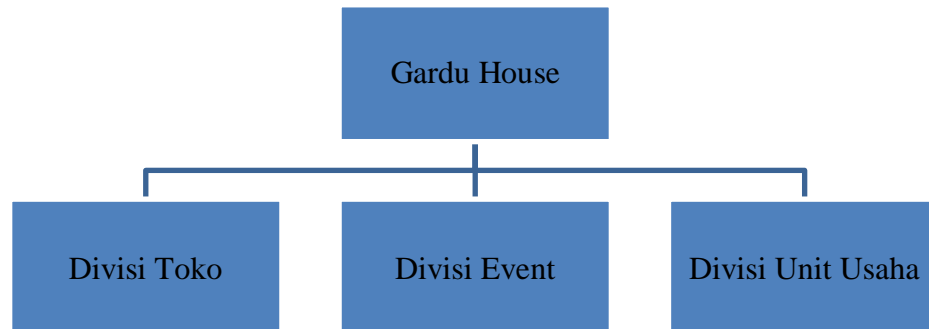 Gardu House
Divisi Toko
Divisi Event
Divisi Unit Usaha